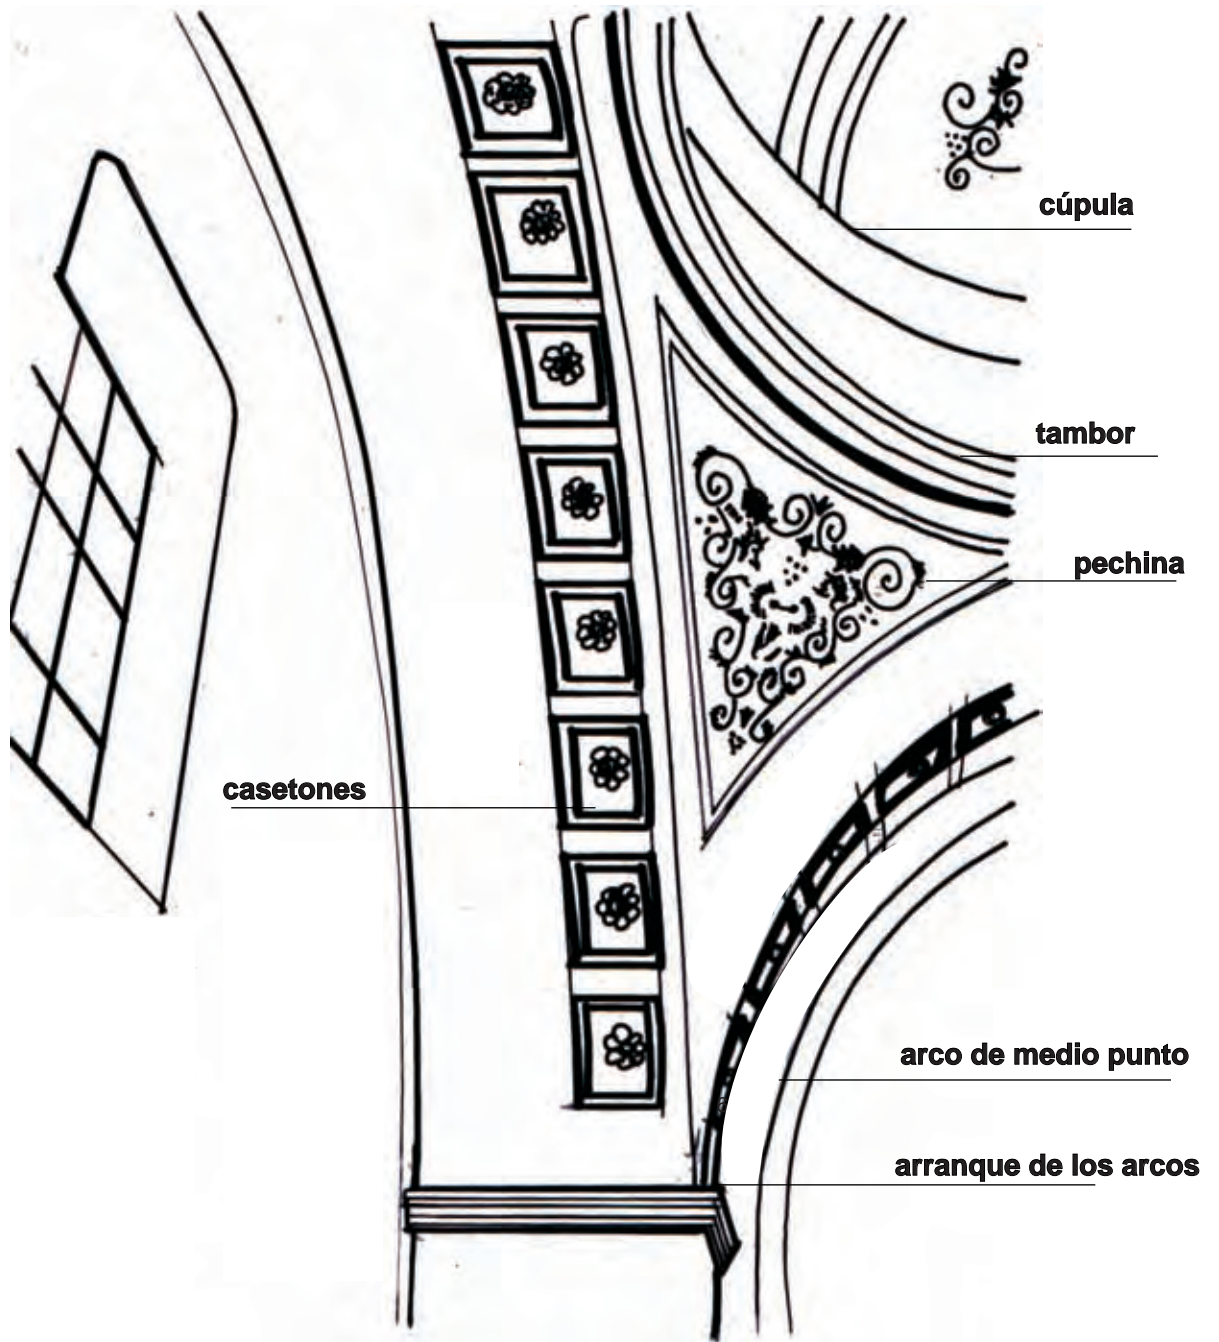 cúpula
tambor
pechina
casetones
arco de medio punto
arranque de los arcos